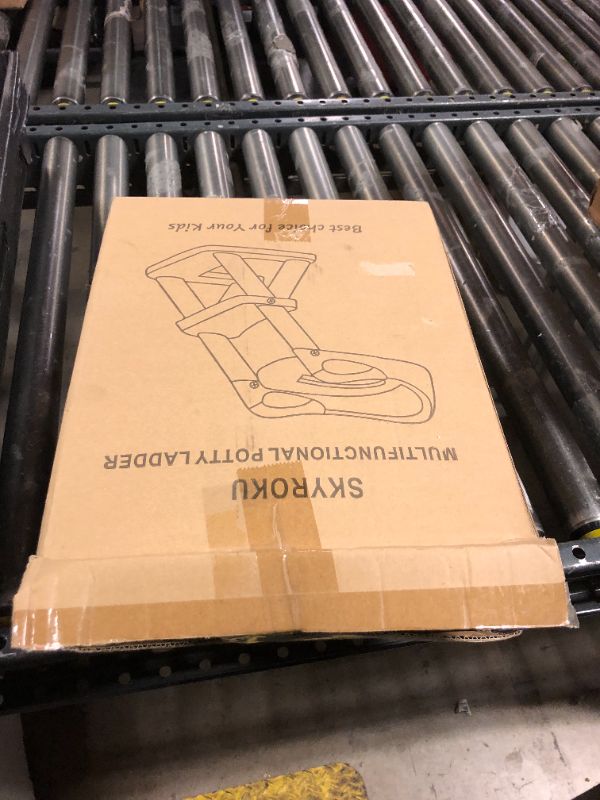 SKYROKU
MULTIFUNCTIONAL POTTY LADDER
Best choice for Your Kids